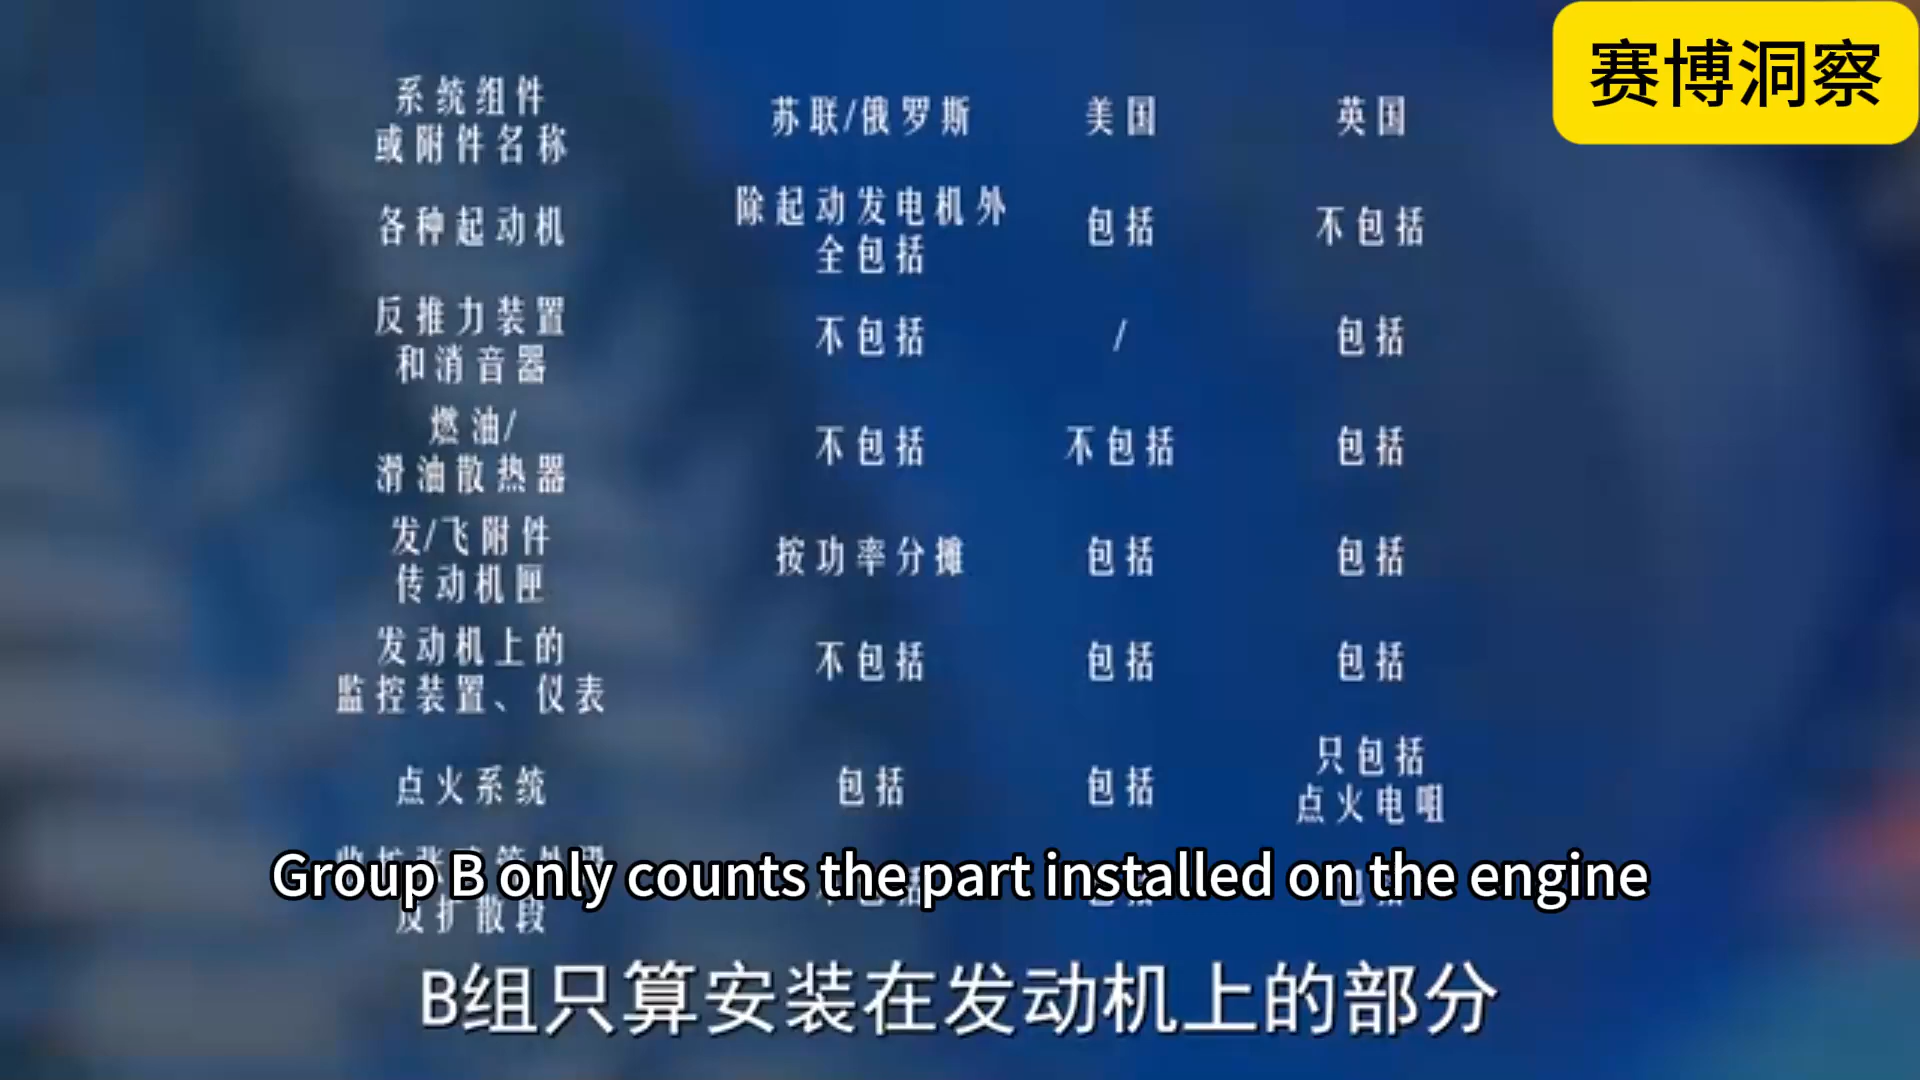 赛博洞察
系统组件
或附件名称
苏联/俄罗斯
美国
英国
各种起动机
除起动发电机外
全包括
包括
不包括
反推力装置
和消音器
不包括
/
包括
燃油/
滑油散热器
不包括
不包括
包括
发/飞附件
传动机匣
按功率分摊
包括
包括
发动机上的
监控装置、仪表
不包括
包括
包括
点火系统
包括
包括
只包括
点火电咀
及扩散段
Group B only counts the part installed on the engine
B组只算安装在发动机上的部分